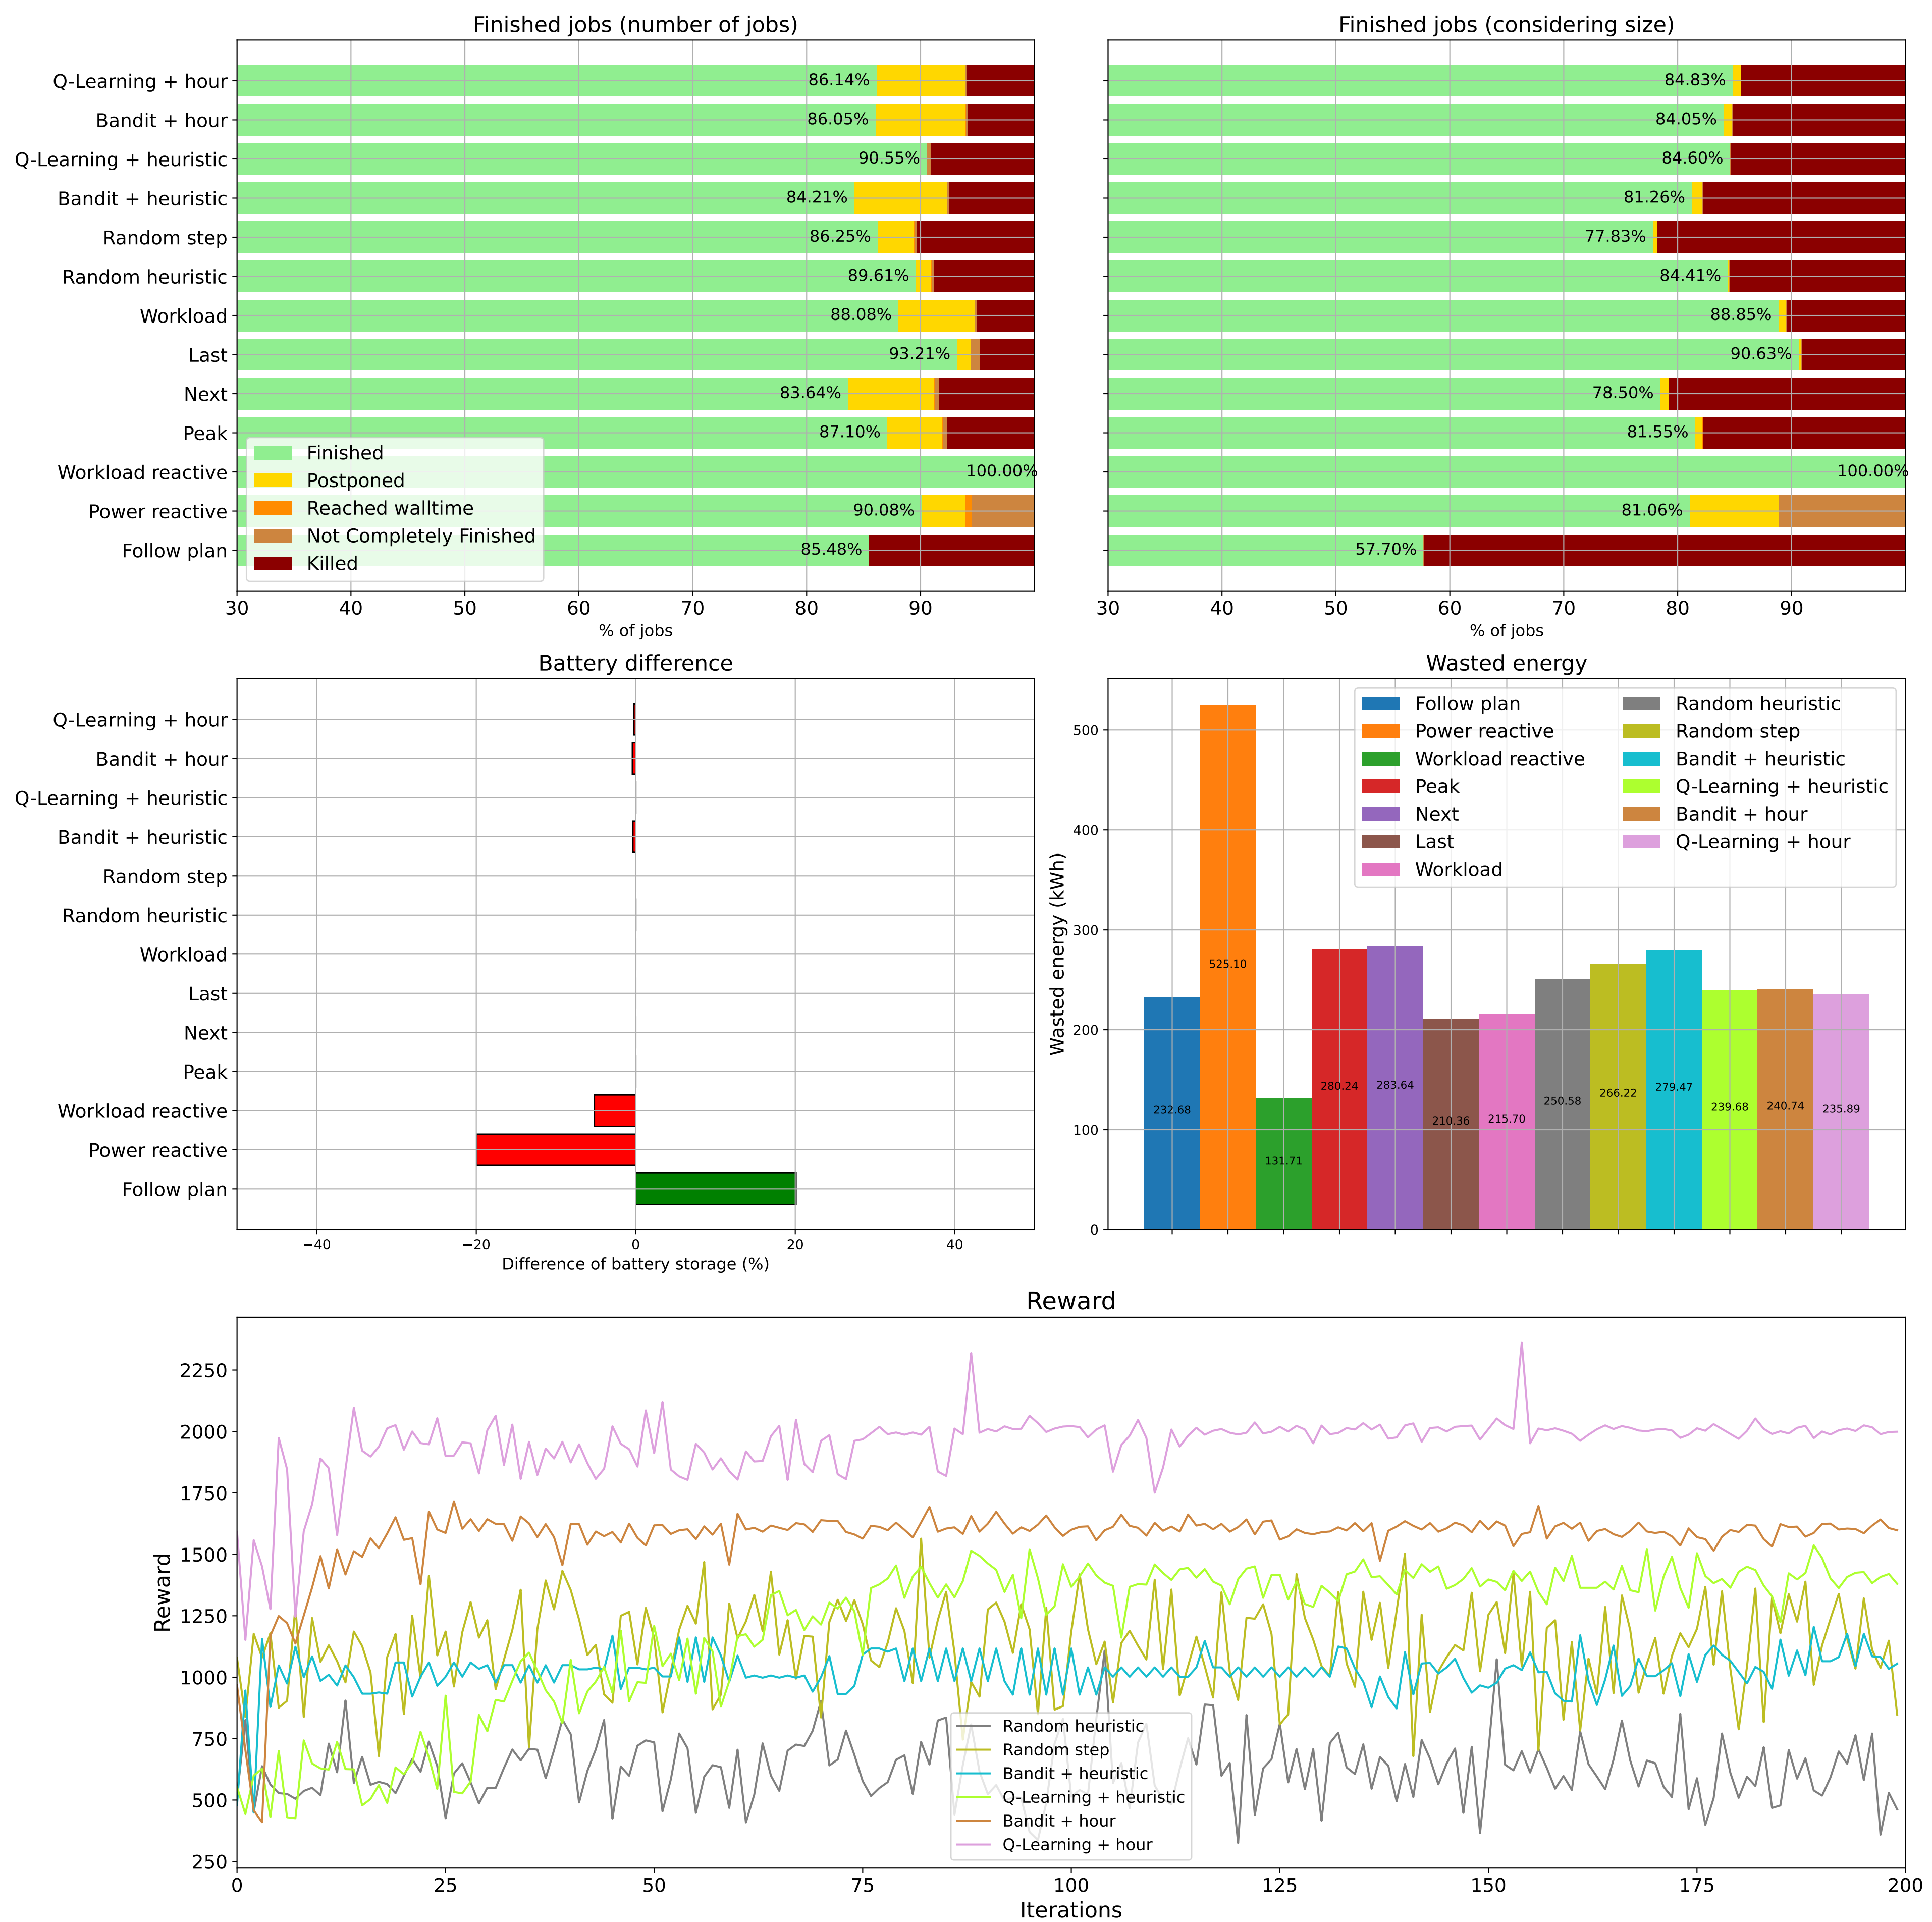 Finished jobs (number of jobs)
Q-Learning + hour
Bandit + hour
Q-Learning + heuristic
Bandit + heuristic
Random step
Random heuristic
Workload
Last
Next
Peak
Workload reactive
Power reactive
Follow plan
86.14%
86.05%
90.55%
84.21%
86.25%
89.61%
88.08%
93.21%
83.64%
87.10%
100.00%
90.08%
85.48%
Finished
Postponed
Reached walltime
Not Completely Finished
Killed
30 40 50 60 70 80 90
% of jobs
Finished jobs (considering size)
84.83%
84.05%
84.60%
81.26%
77.83%
84.41%
88.85%
90.63%
78.50%
81.55%
100.00%
81.06%
57.70%
30 40 50 60 70 80 90
% of jobs
Battery difference
Q-Learning + hour
Bandit + hour
Q-Learning + heuristic
Bandit + heuristic
Random step
Random heuristic
Workload
Last
Next
Peak
Workload reactive
Power reactive
Follow plan
−40 −20 0 20 40
Difference of battery storage (%)
Wasted energy
Wasted energy (kWh)
500
400
300
200
100
0
Follow plan
Power reactive
Workload reactive
Peak
Next
Last
Workload
Random heuristic
Random step
Bandit + heuristic
Q-Learning + heuristic
Bandit + hour
Q-Learning + hour
232.68
525.10
131.71
280.24
283.64
210.36
215.70
250.58
266.22
279.47
239.68
240.74
235.89
Reward
Reward
2250
2000
1750
1500
1250
1000
750
500
250
Random heuristic
Random step
Bandit + heuristic
Q-Learning + heuristic
Bandit + hour
Q-Learning + hour
0 25 50 75 100 125 150 175 200
Iterations